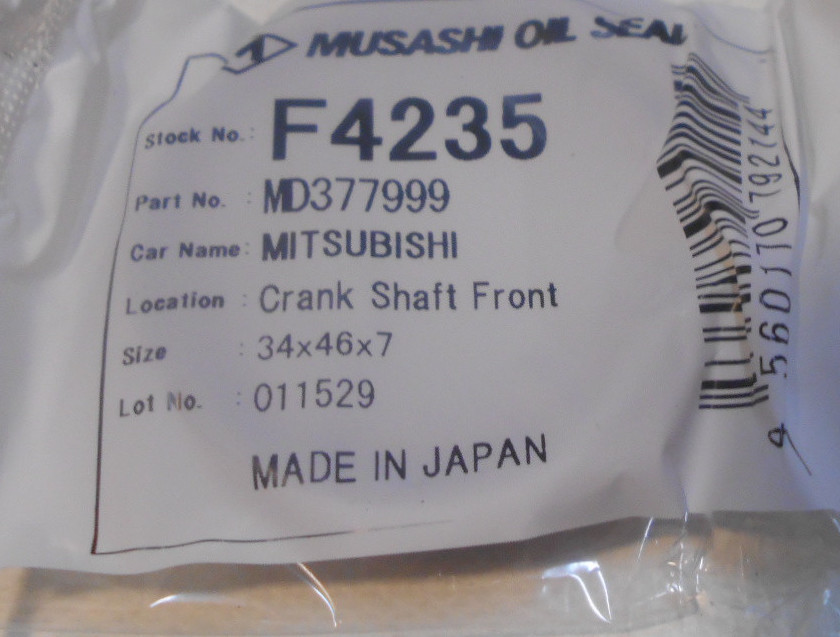 MUSASHI OIL SEAL
Stock No. : F4235
Part No. : MD377999
Car Name : MITSUBISHI
Location : Crank Shaft Front
Size : 34x46x7
Lot No. : 011529
MADE IN JAPAN
4 560170 792144